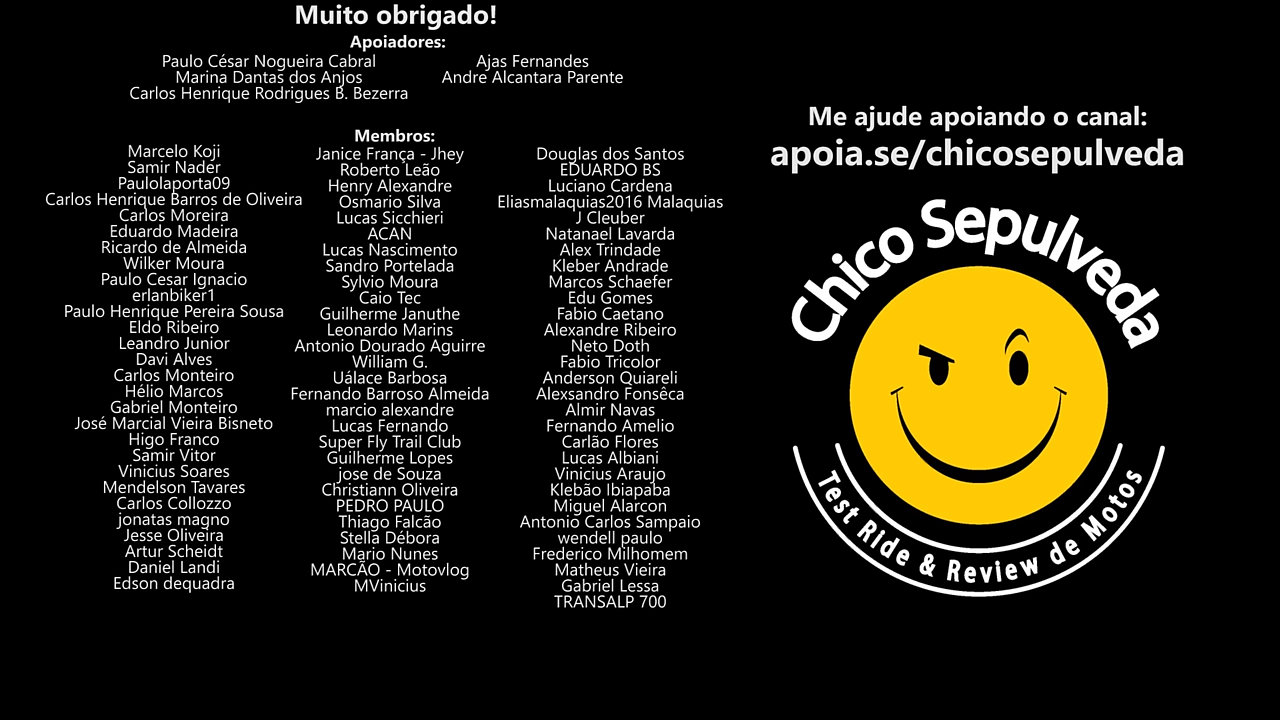 Muito obrigado!
Apoiadores:
Paulo César Nogueira Cabral
Marina Dantas dos Anjos
Carlos Henrique Rodrigues B. Bezerra
Ajas Fernandes
Andre Alcantara Parente
Membros:
Marcelo Koji
Samir Nader
Paulolaporta09
Carlos Henrique Barros de Oliveira
Carlos Moreira
Eduardo Madeira
Ricardo de Almeida
Wilker Moura
Paulo Cesar Ignacio
erlanbiker1
Paulo Henrique Pereira Sousa
Eldo Ribeiro
Leandro Junior
Davi Alves
Carlos Monteiro
Hélio Marcos
Gabriel Monteiro
José Marcial Vieira Bisneto
Higo Franco
Samir Vitor
Vinicius Soares
Mendelson Tavares
Carlos Collozzo
jonatas magno
Jesse Oliveira
Artur Scheidt
Daniel Landi
Edson dequadra
Janice França - Jhey
Roberto Leão
Henry Alexandre
Osmario Silva
Lucas Sicchieri
ACAN
Lucas Nascimento
Sandro Portelada
Sylvio Moura
Caio Tec
Guilherme Januthe
Leonardo Marins
Antonio Dourado Aguirre
William G.
Uálace Barbosa
Fernando Barroso Almeida
marcio alexandre
Lucas Fernando
Super Fly Trail Club
Guilherme Lopes
jose de Souza
Christiann Oliveira
PEDRO PAULO
Thiago Falcão
Stella Débora
Mario Nunes
MARCÃO - Motovlog
MVinicius
Douglas dos Santos
EDUARDO BS
Luciano Cardena
Eliasmalaquias2016 Malaquias
J Cleuber
Natanael Lavarda
Alex Trindade
Kleber Andrade
Marcos Schaefer
Edu Gomes
Fabio Caetano
Alexandre Ribeiro
Neto Doth
Fabio Tricolor
Anderson Quiareli
Alexsandro Fonsêca
Almir Navas
Fernando Amelio
Carlão Flores
Lucas Albiani
Vinicius Araujo
Klebão Ibiapaba
Miguel Alarcon
Antonio Carlos Sampaio
wendell paulo
Frederico Milhomem
Matheus Vieira
Gabriel Lessa
TRANSALP 700
Me ajude apoiando o canal:
apoia.se/chicosepulveda
Chico Sepulveda
Test Ride & Review de Motos